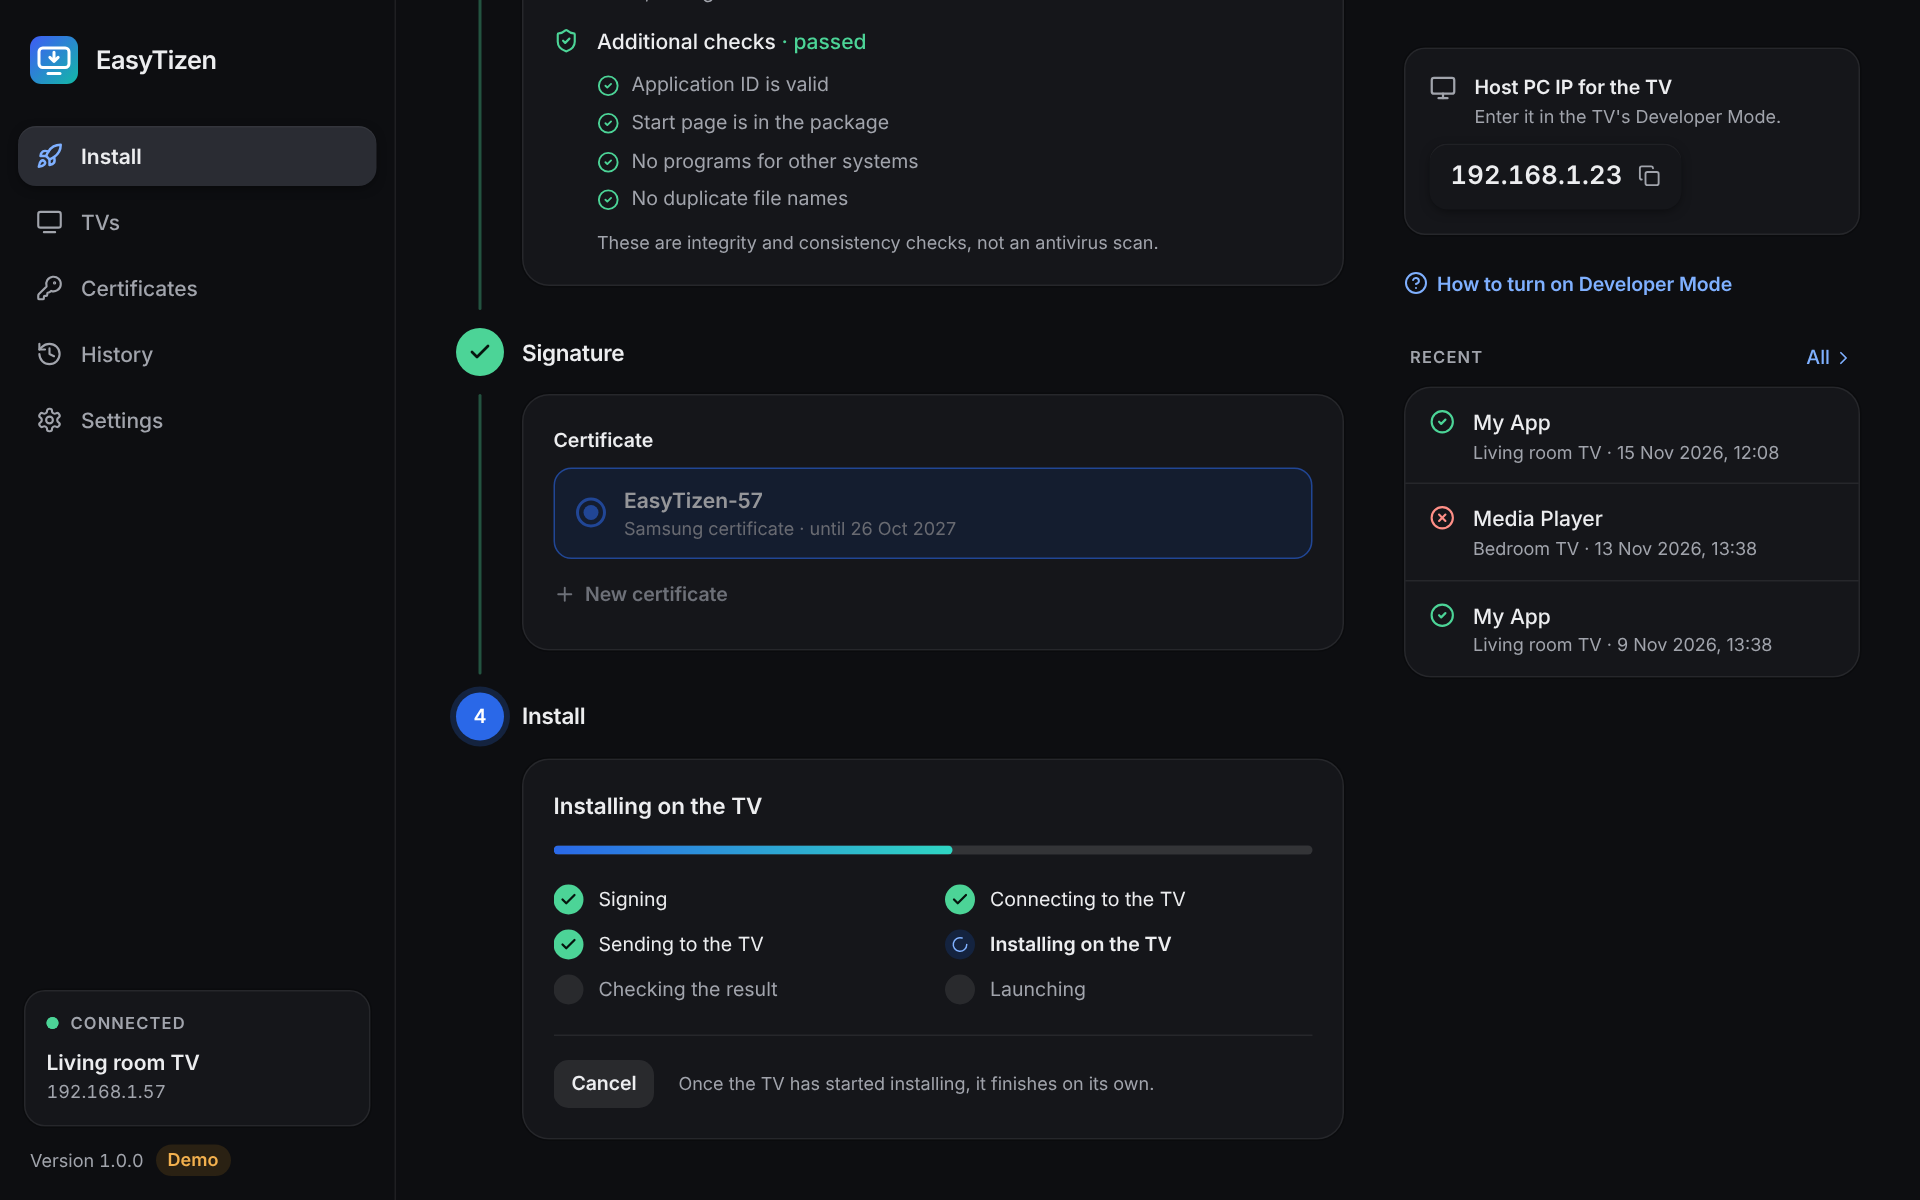 EasyTizen
Install
TVs
Certificates
History
Settings
CONNECTED
Living room TV
192.168.1.57
Version 1.0.0
Demo
Additional checks · passed
Application ID is valid
Start page is in the package
No programs for other systems
No duplicate file names
These are integrity and consistency checks, not an antivirus scan.
Signature
Certificate
EasyTizen-57
Samsung certificate · until 26 Oct 2027
New certificate
4
Install
Installing on the TV
Signing
Connecting to the TV
Sending to the TV
Installing on the TV
Checking the result
Launching
Cancel
Once the TV has started installing, it finishes on its own.
Host PC IP for the TV
Enter it in the TV's Developer Mode.
192.168.1.23
How to turn on Developer Mode
RECENT
All
My App
Living room TV · 15 Nov 2026, 12:08
Media Player
Bedroom TV · 13 Nov 2026, 13:38
My App
Living room TV · 9 Nov 2026, 13:38